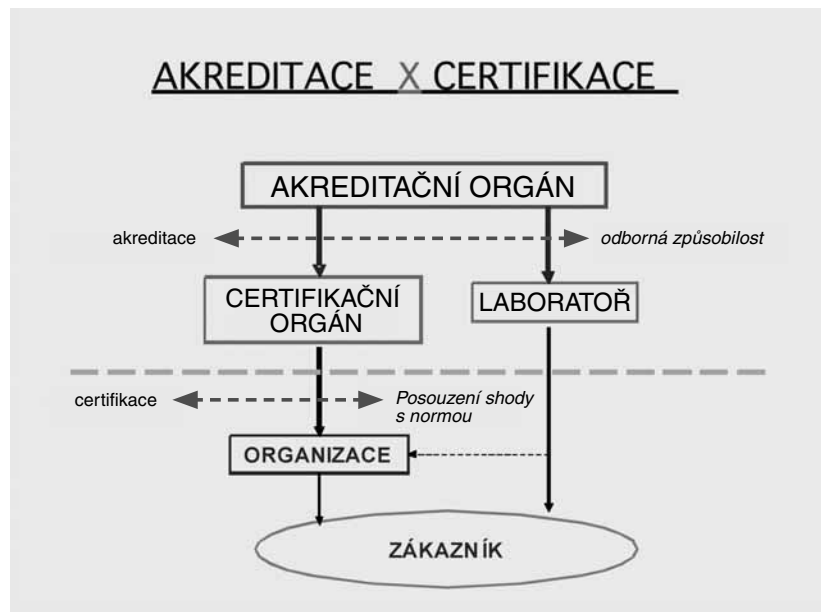 AKREDITACE X CERTIFIKACE
AKREDITAČNÍ ORGÁN
akreditace
odborná způsobilost
CERTIFIKAČNÍ
ORGÁN
LABORATOŘ
certifikace
Posouzení shody
s normou
ORGANIZACE
ZÁKAZNÍK